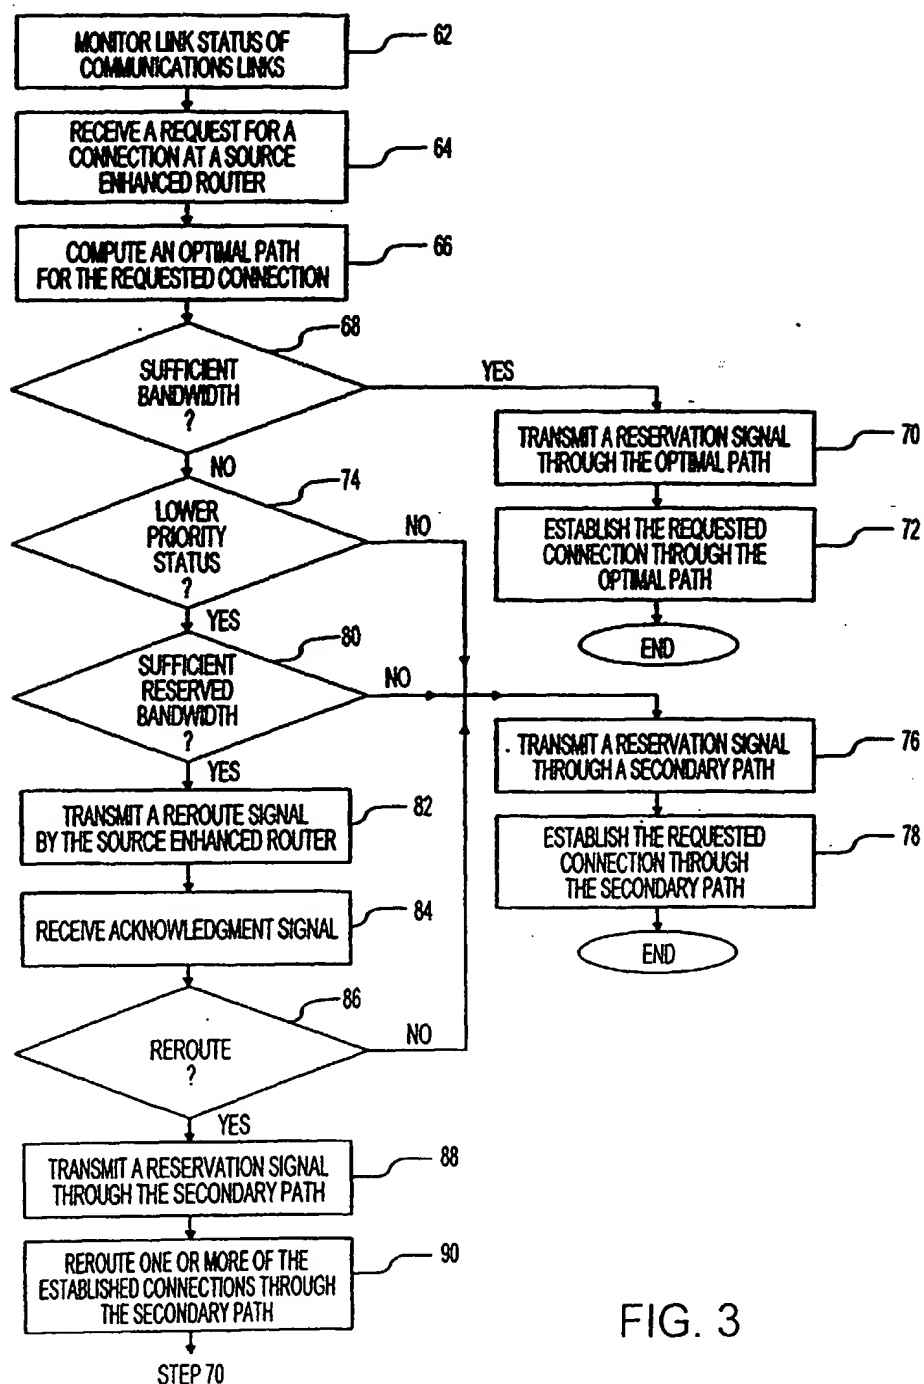 MONITOR LINK STATUS OF
COMMUNICATIONS LINKS
62
RECEIVE A REQUEST FOR A
CONNECTION AT A SOURCE
ENHANCED ROUTER
64
COMPUTE AN OPTIMAL PATH
FOR THE REQUESTED CONNECTION
66
SUFFICIENT
BANDWIDTH
?
68
YES
NO
TRANSMIT A RESERVATION SIGNAL
THROUGH THE OPTIMAL PATH
70
ESTABLISH THE REQUESTED
CONNECTION THROUGH THE
OPTIMAL PATH
72
END
LOWER
PRIORITY
STATUS
?
74
NO
YES
SUFFICIENT
RESERVED
BANDWIDTH
?
80
NO
YES
TRANSMIT A RESERVATION SIGNAL
THROUGH A SECONDARY PATH
76
ESTABLISH THE REQUESTED
CONNECTION THROUGH
THE SECONDARY PATH
78
END
TRANSMIT A REROUTE SIGNAL
BY THE SOURCE ENHANCED ROUTER
82
RECEIVE ACKNOWLEDGMENT SIGNAL
84
REROUTE
?
86
NO
YES
TRANSMIT A RESERVATION SIGNAL
THROUGH THE SECONDARY PATH
88
REROUTE ONE OR MORE OF THE
ESTABLISHED CONNECTIONS THROUGH
THE SECONDARY PATH
90
STEP 70
FIG. 3